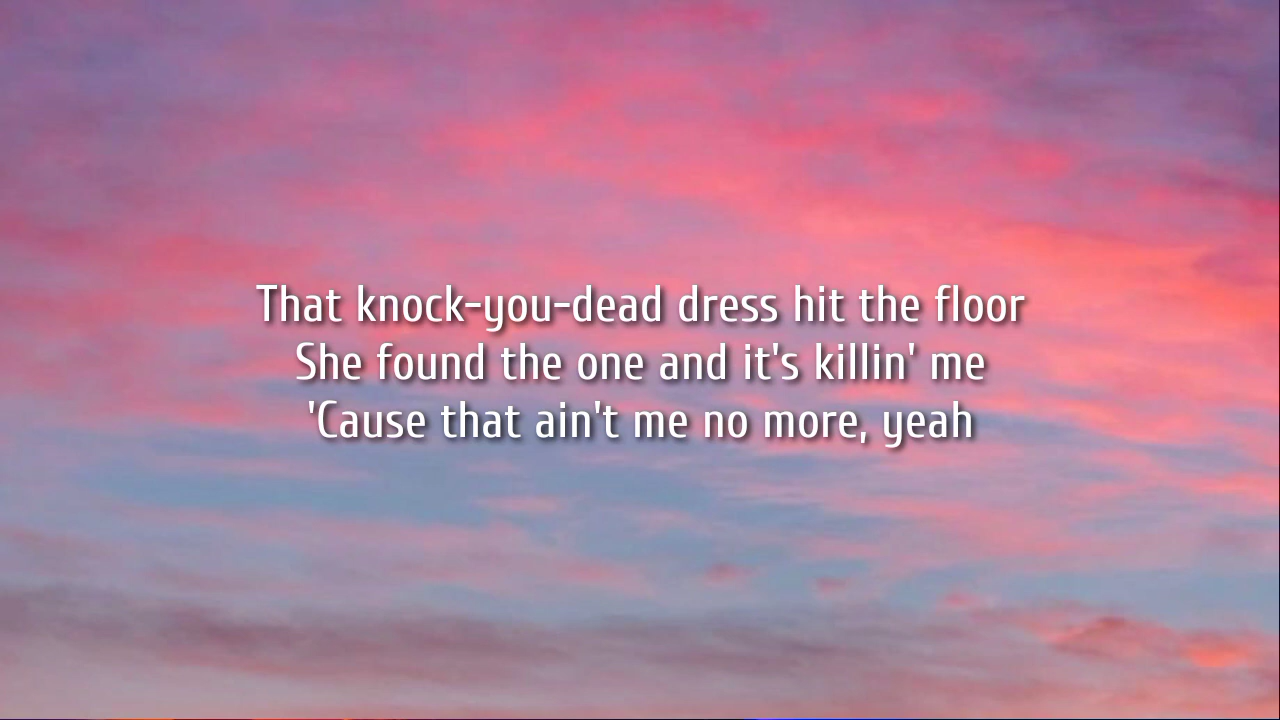 That knock-you-dead dress hit the floor
She found the one and it's killin' me
'Cause that ain't me no more, yeah